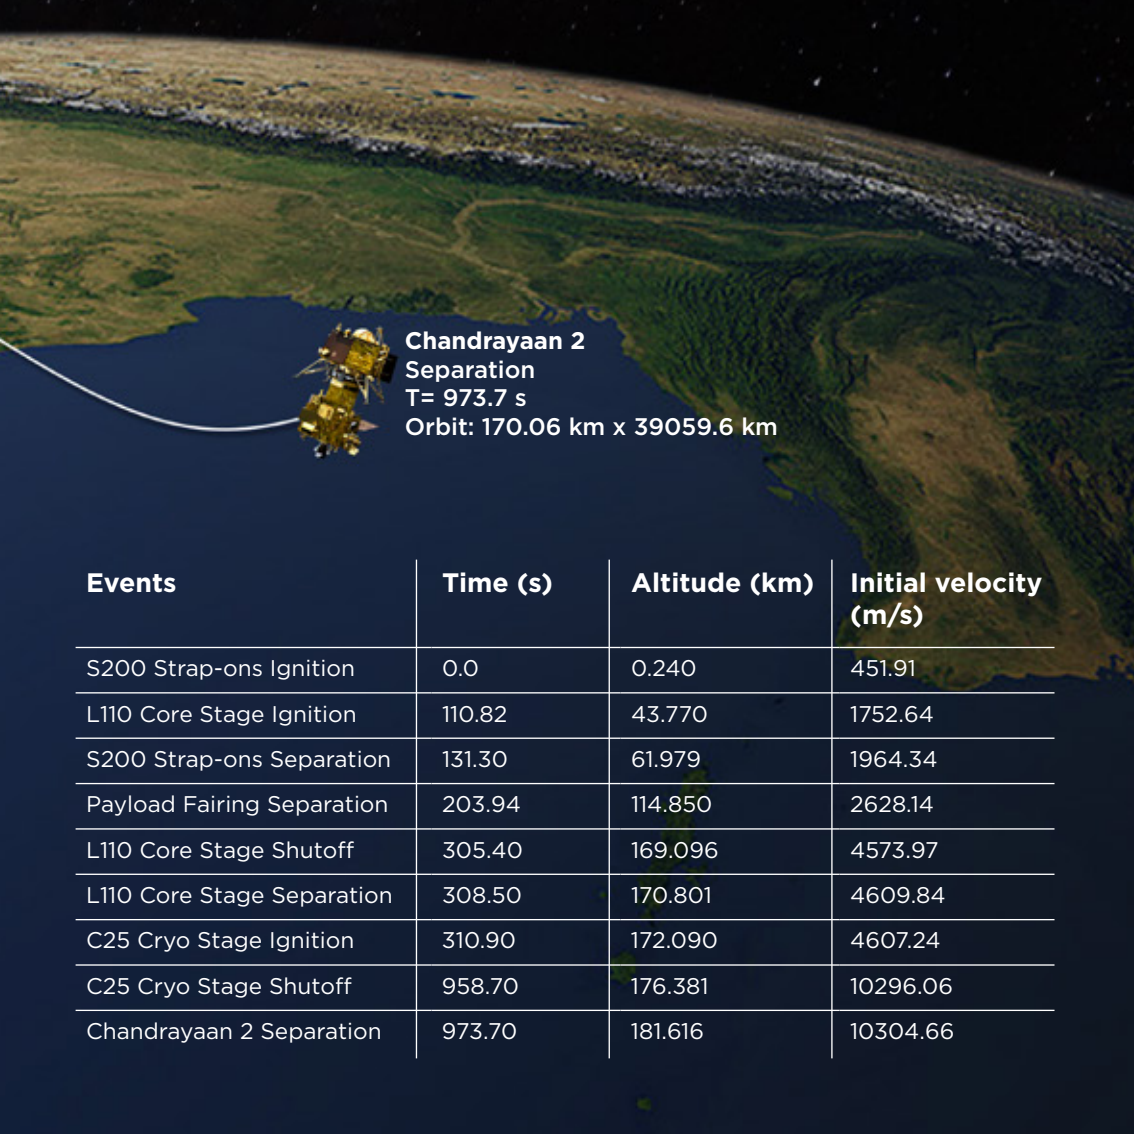 Chandrayaan 2
Separation
T= 973.7 s
Orbit: 170.06 km x 39059.6 km
Events Time (s) Altitude (km) Initial velocity
(m/s)
S200 Strap-ons Ignition 0.0 0.240 451.91
L110 Core Stage Ignition 110.82 43.770 1752.64
S200 Strap-ons Separation 131.30 61.979 1964.34
Payload Fairing Separation 203.94 114.850 2628.14
L110 Core Stage Shutoff 305.40 169.096 4573.97
L110 Core Stage Separation 308.50 170.801 4609.84
C25 Cryo Stage Ignition 310.90 172.090 4607.24
C25 Cryo Stage Shutoff 958.70 176.381 10296.06
Chandrayaan 2 Separation 973.70 181.616 10304.66